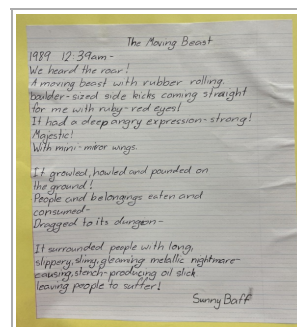 The Moving Beast
1989 12:39am-
We heard the roar!
A moving beast with rubber rolling.
boulder-sized side kicks coming straight
for me with ruby-red eyes!
It had a deep angry expression-strong!
Majestic!
With mini-mirror wings.
It growled, howled and pounded on
the ground!
People and belongings eaten and
consumed-
Dragged to its dungeon-
It surrounded people with long,
slippery, slimy, gleaming metallic nightmare-
causing, stench-producing oil slick
leaving people to suffer!
Sunny Baff